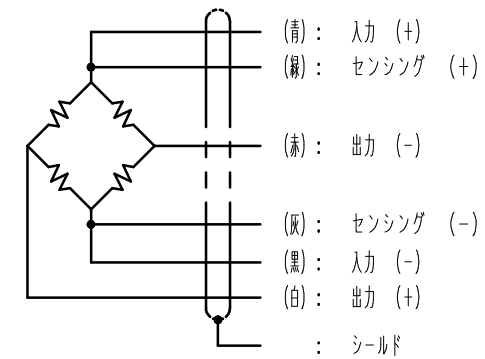 (青)： 入力 (+)
(緑)： センシング (+)
(赤)： 出力 (-)
(灰)： センシング (-)
(黒)： 入力 (-)
(白)： 出力 (+)
： シールド